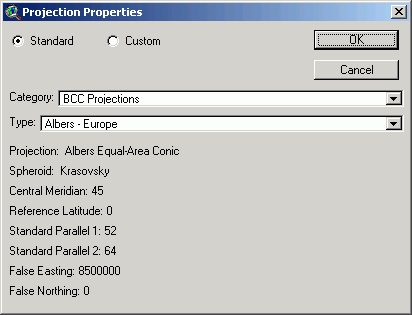 Projection Properties
Standard Custom OK
Cancel
Category: BCC Projections
Type: Albers - Europe
Projection: Albers Equal-Area Conic
Spheroid: Krasovsky
Central Meridian: 45
Reference Latitude: 0
Standard Parallel 1: 52
Standard Parallel 2: 64
False Easting: 8500000
False Northing: 0